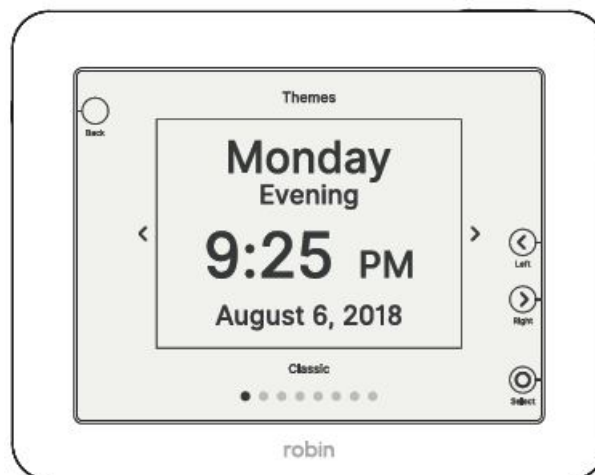 Themes
Back
Monday
Evening
9:25 PM
August 6, 2018
Left
Right
Classic
Select
robin